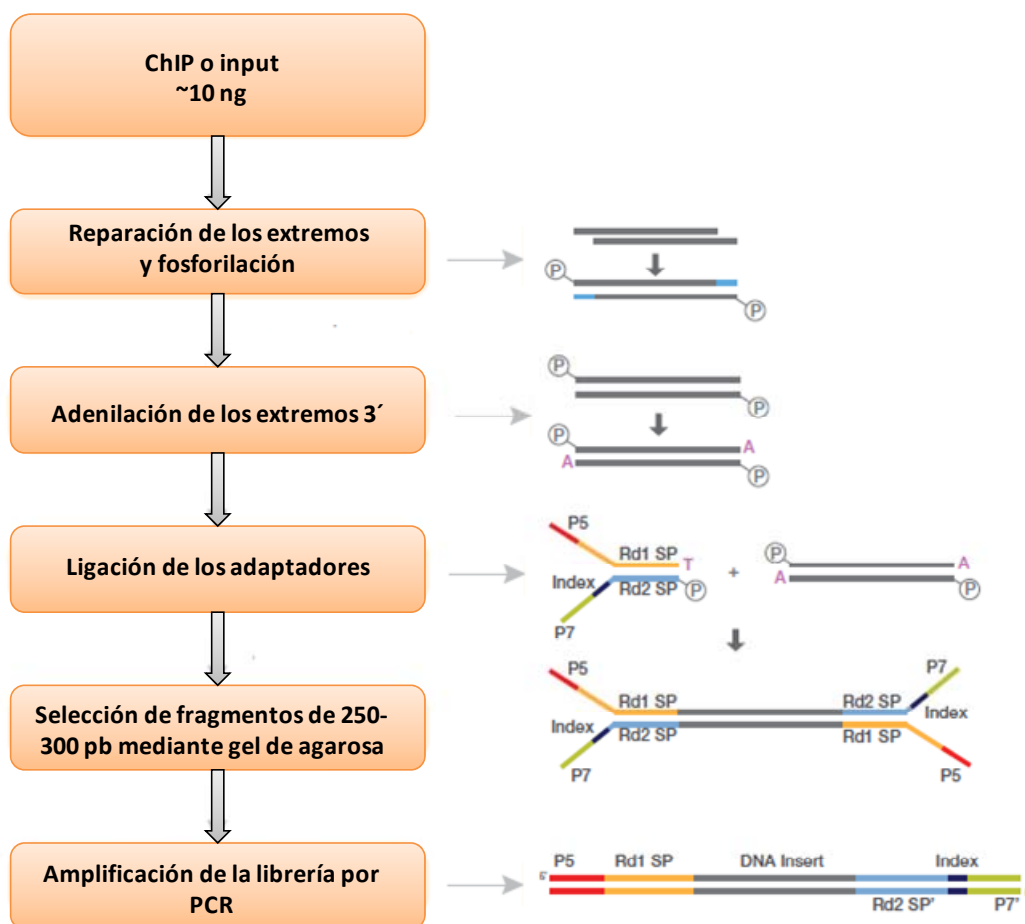 ChIP o input
~10 ng
Reparación de los extremos
y fosforilación
P
P
Adenilación de los extremos 3´
P
P
P
A
A
P
Ligación de los adaptadores
P5
Rd1 SP
T
Index
Rd2 SP
P
P7
+
P
A
A
P
Selección de fragmentos de 250-
300 pb mediante gel de agarosa
P5
P7
Rd1 SP
Rd2 SP
Index
Index
Rd2 SP
Rd1 SP
P7
P5
Amplificación de la librería por
PCR
P5
Rd1 SP
DNA Insert
Index
5'
Rd2 SP'
P7'